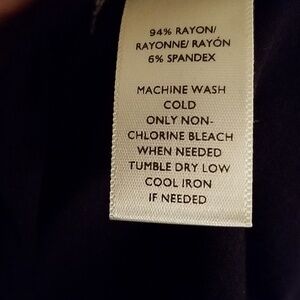 94% RAYON/
RAYONNE/ RAYÓN
6% SPANDEX
MACHINE WASH
COLD
ONLY NON-
CHLORINE BLEACH
WHEN NEEDED
TUMBLE DRY LOW
COOL IRON
IF NEEDED